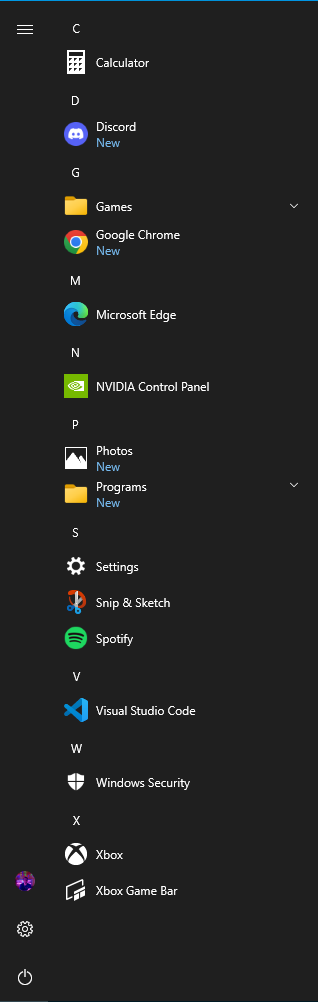 C
Calculator
D
Discord
New
G
Games
Google Chrome
New
M
Microsoft Edge
N
NVIDIA Control Panel
P
Photos
New
Programs
New
S
Settings
Snip & Sketch
Spotify
V
Visual Studio Code
W
Windows Security
X
Xbox
Xbox Game Bar